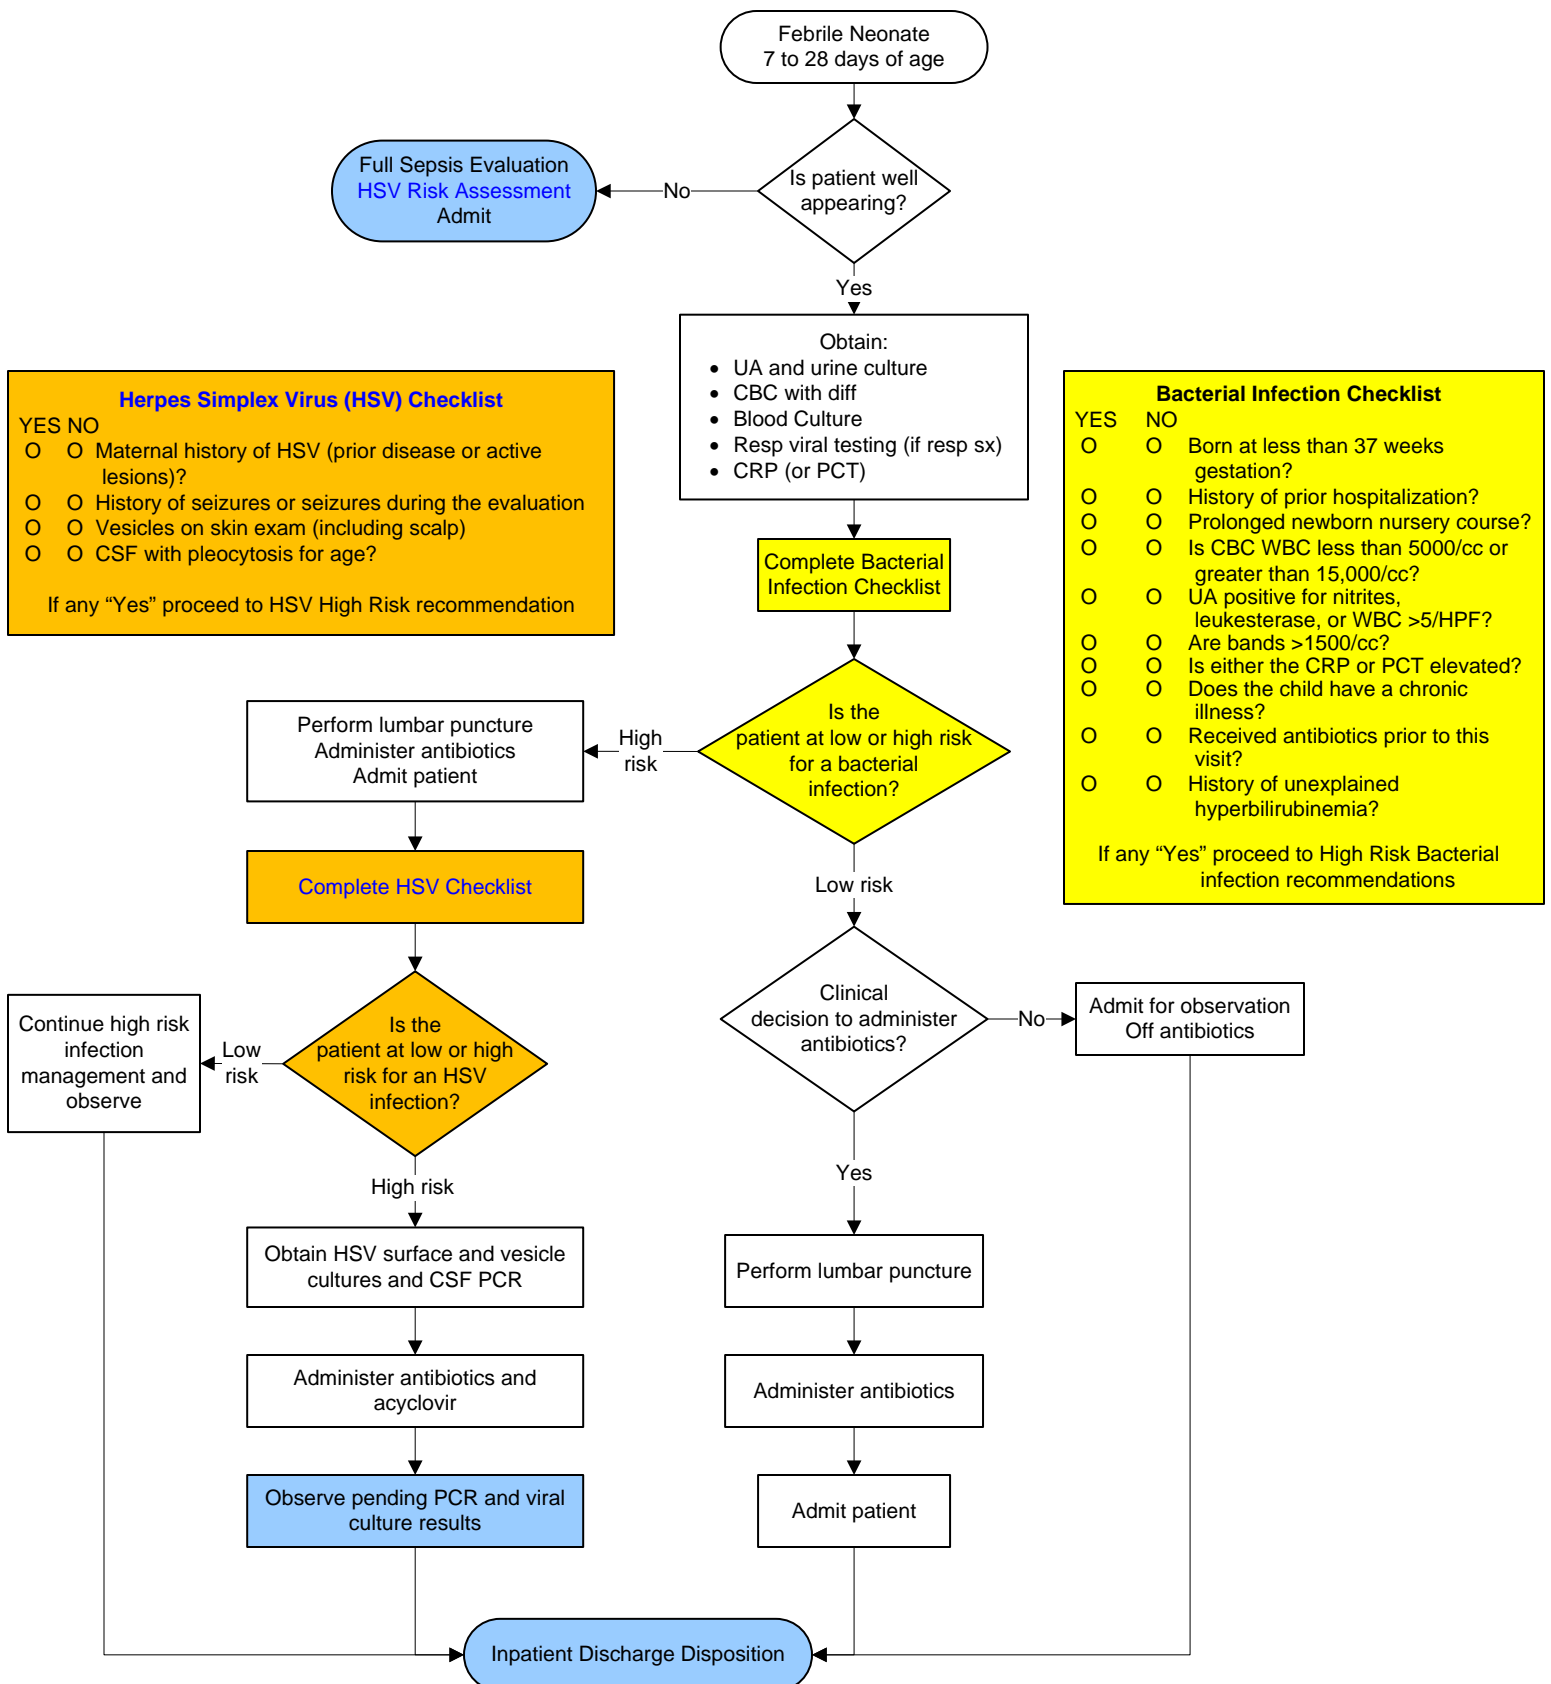 Febrile Neonate
7 to 28 days of age
Is patient well
appearing?
No
Full Sepsis Evaluation
HSV Risk Assessment
Admit
Yes
Obtain:
• UA and urine culture
• CBC with diff
• Blood Culture
• Resp viral testing (if resp sx)
• CRP (or PCT)
Herpes Simplex Virus (HSV) Checklist
YES NO
O O Maternal history of HSV (prior disease or active
lesions)?
O O History of seizures or seizures during the evaluation
O O Vesicles on skin exam (including scalp)
O O CSF with pleocytosis for age?
If any “Yes” proceed to HSV High Risk recommendation
Bacterial Infection Checklist
YES NO
O O Born at less than 37 weeks
gestation?
O O History of prior hospitalization?
O O Prolonged newborn nursery course?
O O Is CBC WBC less than 5000/cc or
greater than 15,000/cc?
O O UA positive for nitrites,
leukesterase, or WBC >5/HPF?
O O Are bands >1500/cc?
O O Is either the CRP or PCT elevated?
O O Does the child have a chronic
illness?
O O Received antibiotics prior to this
visit?
O O History of unexplained
hyperbilirubinemia?
If any “Yes” proceed to High Risk Bacterial
infection recommendations
Complete Bacterial
Infection Checklist
Is the
patient at low or high risk
for a bacterial
infection?
High
risk
Perform lumbar puncture
Administer antibiotics
Admit patient
Complete HSV Checklist
Low risk
Is the
patient at low or high
risk for an HSV
infection?
Low
risk
Continue high risk
infection
management and
observe
Clinical
decision to administer
antibiotics?
No
Admit for observation
Off antibiotics
High risk
Yes
Obtain HSV surface and vesicle
cultures and CSF PCR
Perform lumbar puncture
Administer antibiotics and
acyclovir
Administer antibiotics
Observe pending PCR and viral
culture results
Admit patient
Inpatient Discharge Disposition